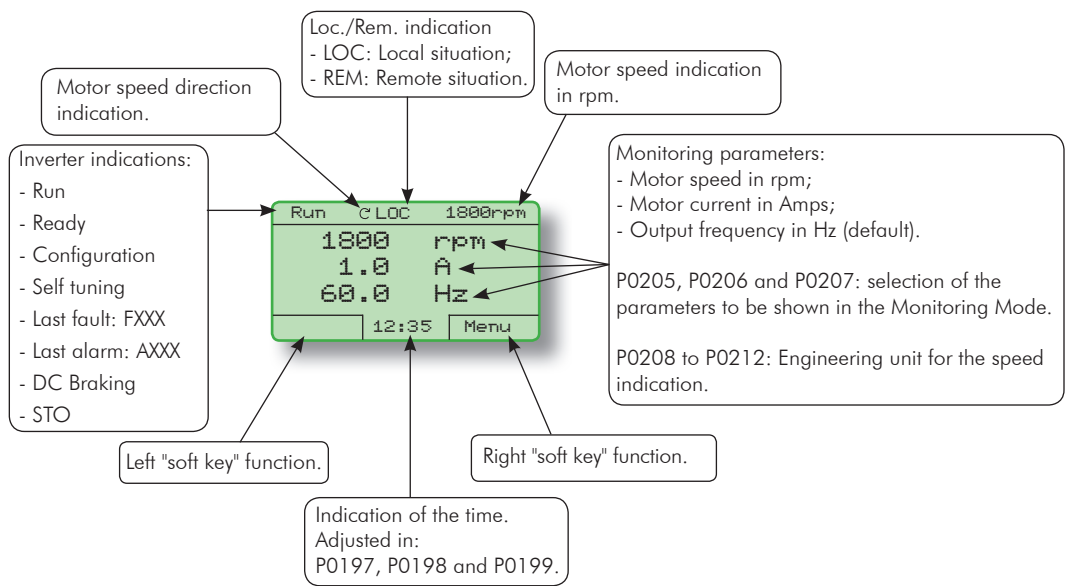 Loc./Rem. indication
- LOC: Local situation;
- REM: Remote situation.
Motor speed direction
indication.
Motor speed indication
in rpm.
Inverter indications:
- Run
- Ready
- Configuration
- Self tuning
- Last fault: FXXX
- Last alarm: AXXX
- DC Braking
- STO
Run LOC 1800rpm
1800 rpm
1.0 A
60.0 Hz
12:35 Menu
Monitoring parameters:
- Motor speed in rpm;
- Motor current in Amps;
- Output frequency in Hz (default).
P0205, P0206 and P0207: selection of the
parameters to be shown in the Monitoring Mode.
P0208 to P0212: Engineering unit for the speed
indication.
Left "soft key" function.
Right "soft key" function.
Indication of the time.
Adjusted in:
P0197, P0198 and P0199.